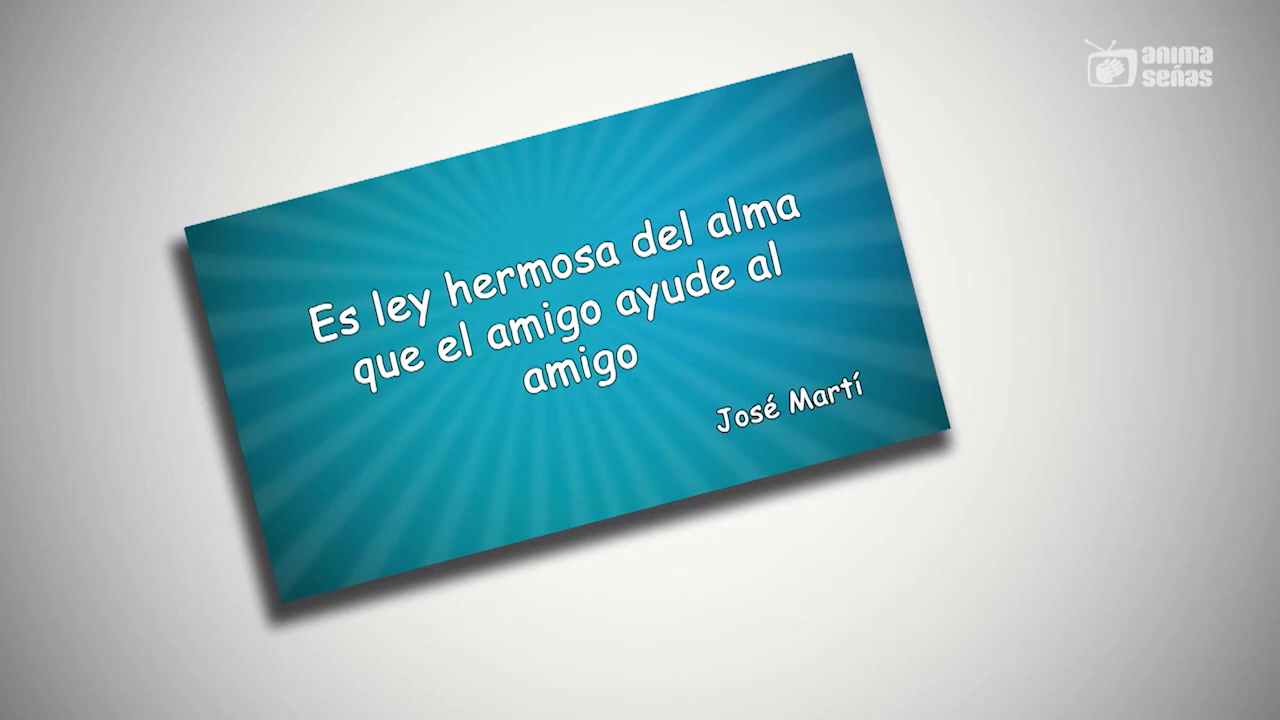 anima
señas
Es ley hermosa del alma
que el amigo ayude al
amigo
José Martí